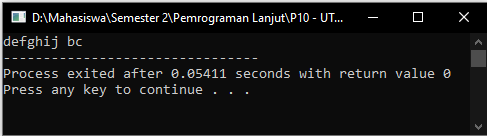 D:\Mahasiswa\Semester 2\Pemrograman Lanjut\P10 - UT...
defghij bc
--------------------------------
Process exited after 0.05411 seconds with return value 0
Press any key to continue . . .